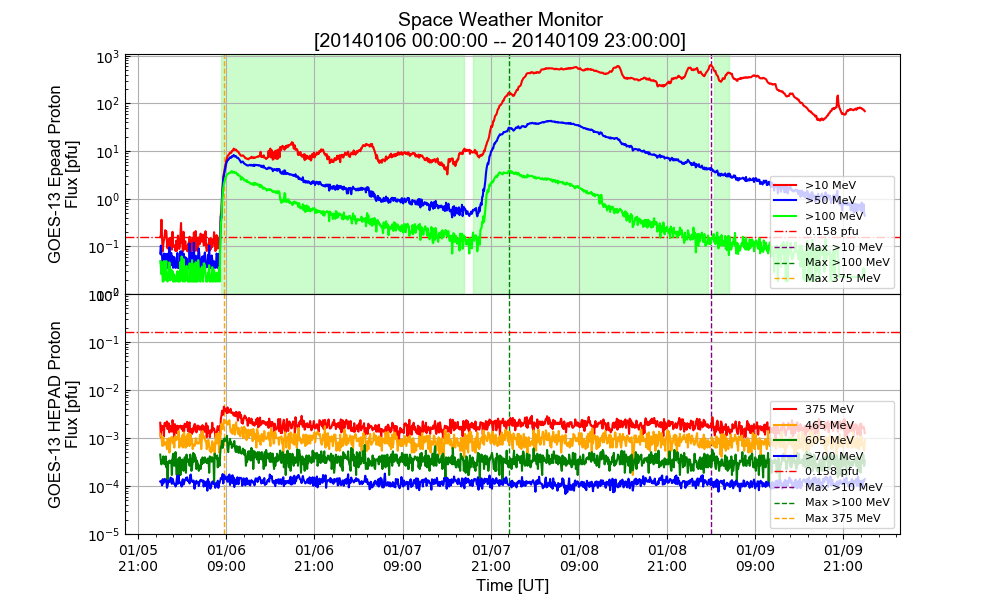 Space Weather Monitor
[20140106 00:00:00 -- 20140109 23:00:00]
GOES-13 Epead Proton
Flux [pfu]
10³
10²
10¹
10⁰
10⁻¹
>10 MeV
>50 MeV
>100 MeV
0.158 pfu
Max >10 MeV
Max >100 MeV
Max 375 MeV
GOES-13 HEPAD Proton
Flux [pfu]
10⁰
10⁻¹
10⁻²
10⁻³
10⁻⁴
10⁻⁵
375 MeV
465 MeV
605 MeV
>700 MeV
0.158 pfu
Max >10 MeV
Max >100 MeV
Max 375 MeV
01/05 01/06 01/06 01/07 01/07 01/08 01/08 01/09 01/09
21:00 09:00 21:00 09:00 21:00 09:00 21:00 09:00 21:00
Time [UT]